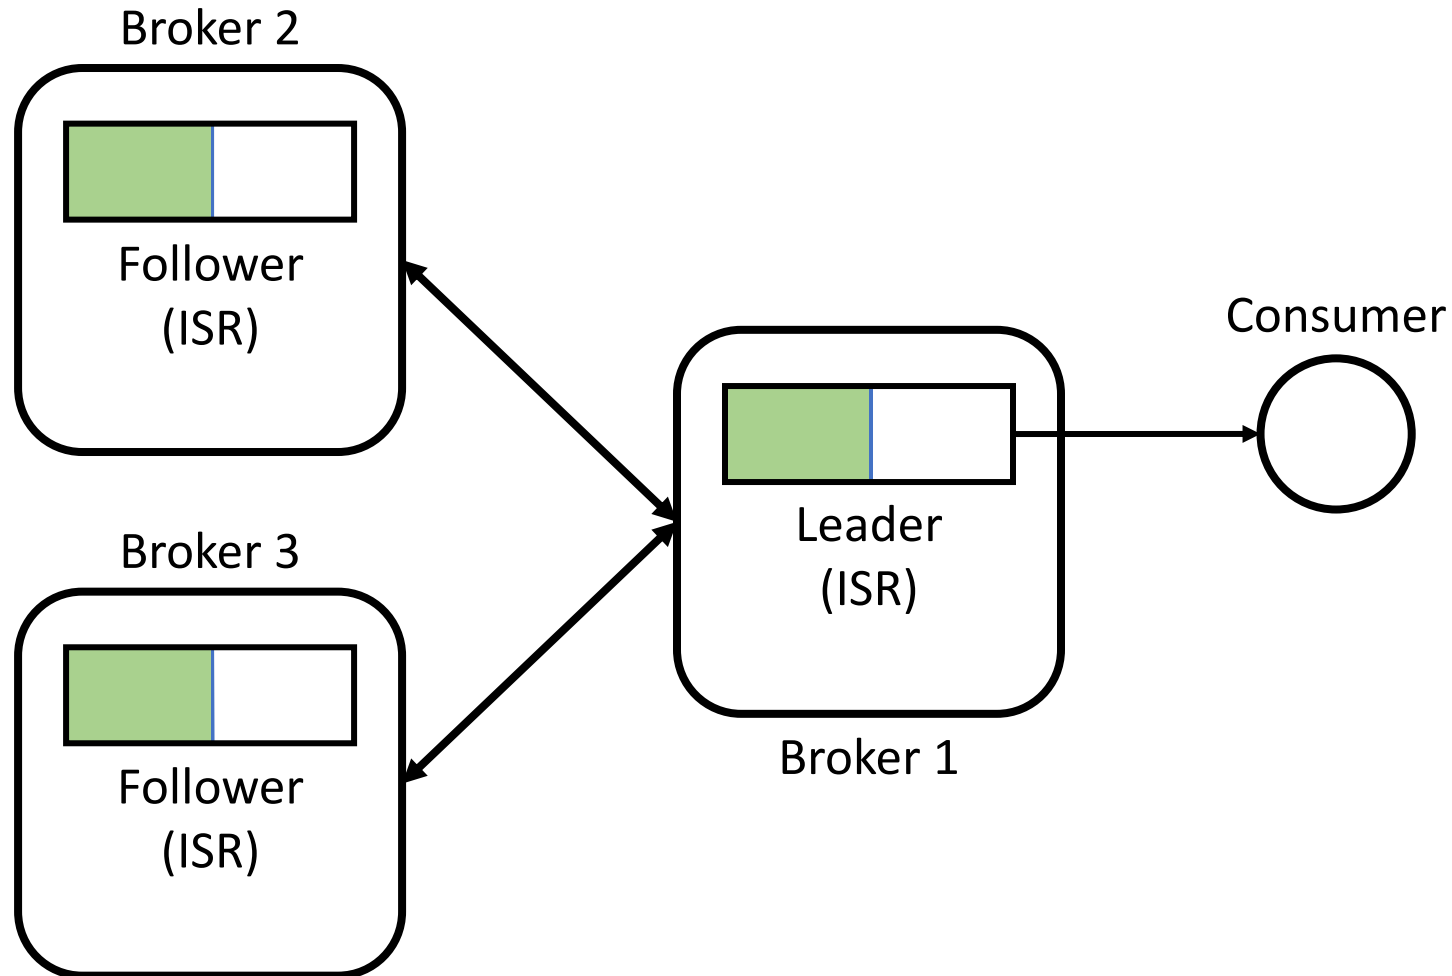 Broker 2
Follower
(ISR)
Broker 3
Follower
(ISR)
Leader
(ISR)
Broker 1
Consumer